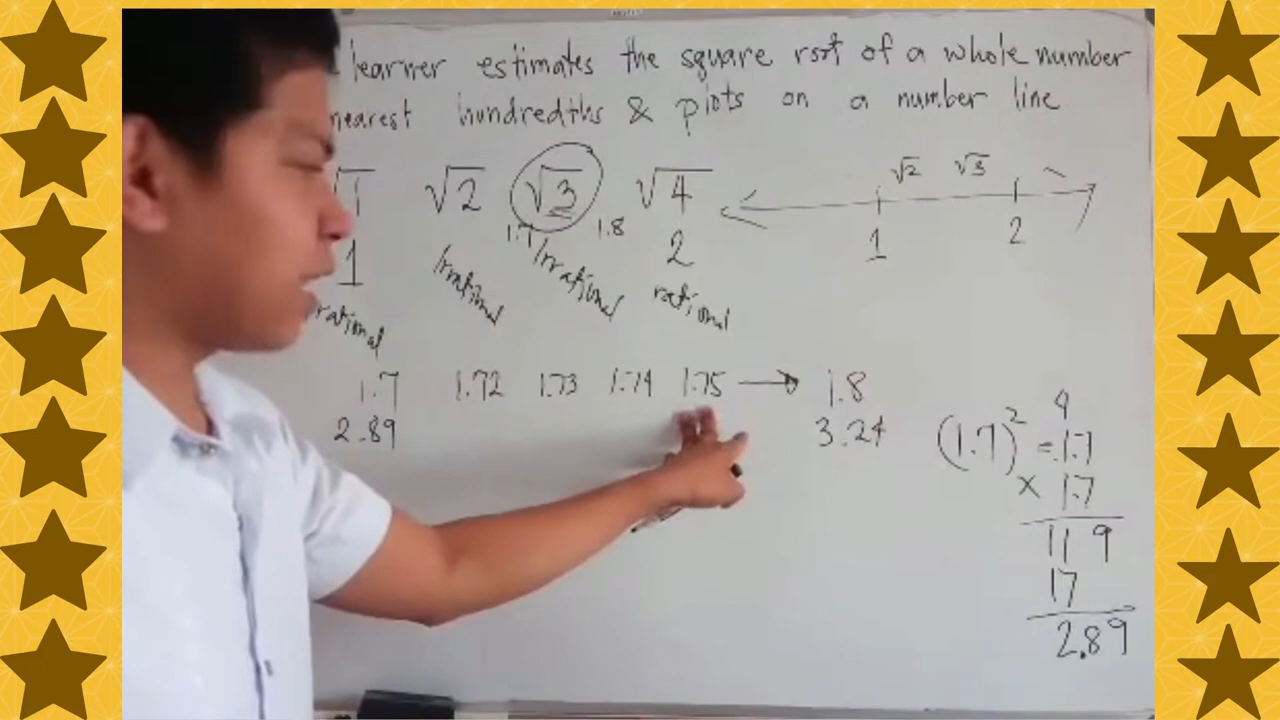 learner estimates the square root of a whole number
nearest hundredths & plots on a number line
√1 √2 √3 √4
1.7 1.8
1 2
rational Irrational Irrational rational
√2 √3
1 2
1.7 1.72 1.73 1.74 1.75 → 1.8
2.89 3.24
4
(1.7)² = 1.7
x 1.7
119
17
2.89